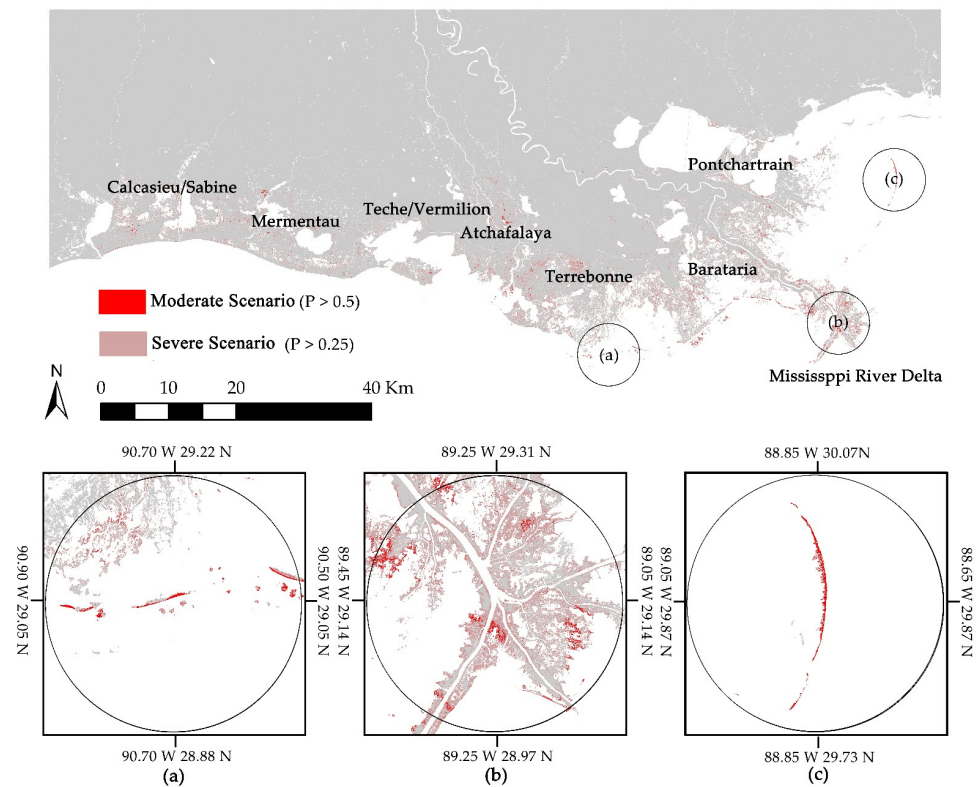 Pontchartrain
(c)
Calcasieu/Sabine
Teche/Vermilion
Mermentau
Atchafalaya
Terrebonne
Barataria
Moderate Scenario (P > 0.5)
(b)
Severe Scenario (P > 0.25)
(a)
N
Mississppi River Delta
0 10 20 40 Km
90.70 W 29.22 N
89.25 W 29.31 N
88.85 W 30.07N
90.90 W 29.05 N
90.50 W 29.05 N
89.45 W 29.14 N
89.05 W 29.14 N
89.05 W 29.87 N
88.65 W 29.87 N
90.70 W 28.88 N
89.25 W 28.97 N
88.85 W 29.73 N
(a)
(b)
(c)